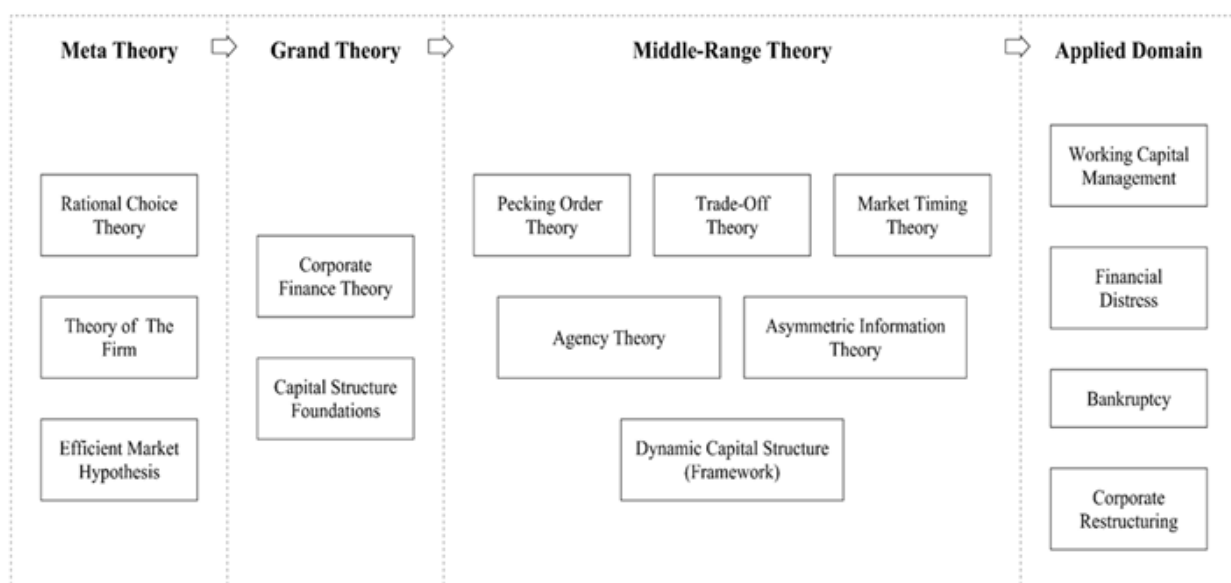 Meta Theory
Grand Theory
Middle-Range Theory
Applied Domain
Rational Choice
Theory
Theory of The
Firm
Efficient Market
Hypothesis
Corporate
Finance Theory
Capital Structure
Foundations
Pecking Order
Theory
Trade-Off
Theory
Market Timing
Theory
Agency Theory
Asymmetric Information
Theory
Dynamic Capital Structure
(Framework)
Working Capital
Management
Financial
Distress
Bankruptcy
Corporate
Restructuring